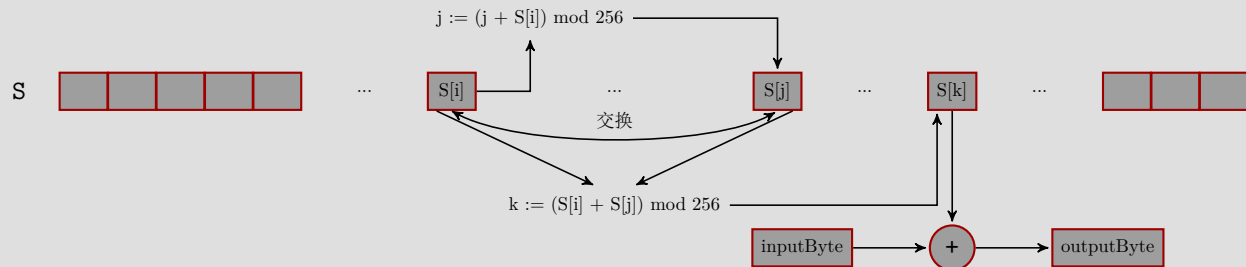 j := (j + S[i]) mod 256
S
...
S[i]
...
S[j]
...
S[k]
...
交换
k := (S[i] + S[j]) mod 256
inputByte
+
outputByte